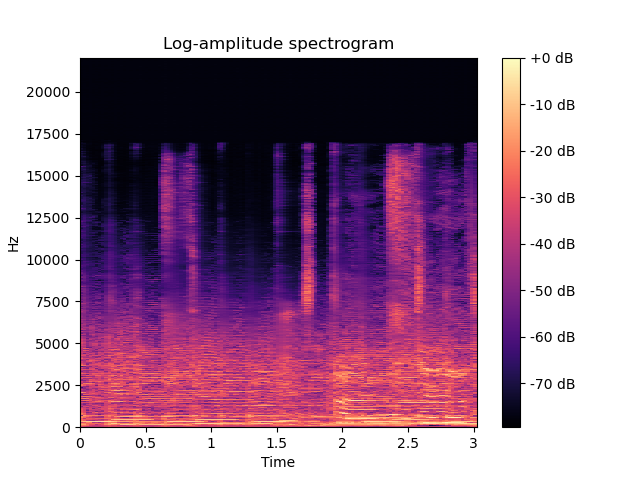 Log-amplitude spectrogram
Hz
20000
17500
15000
12500
10000
7500
5000
2500
0
0
0.5
1
1.5
2
2.5
3
Time
+0 dB
-10 dB
-20 dB
-30 dB
-40 dB
-50 dB
-60 dB
-70 dB